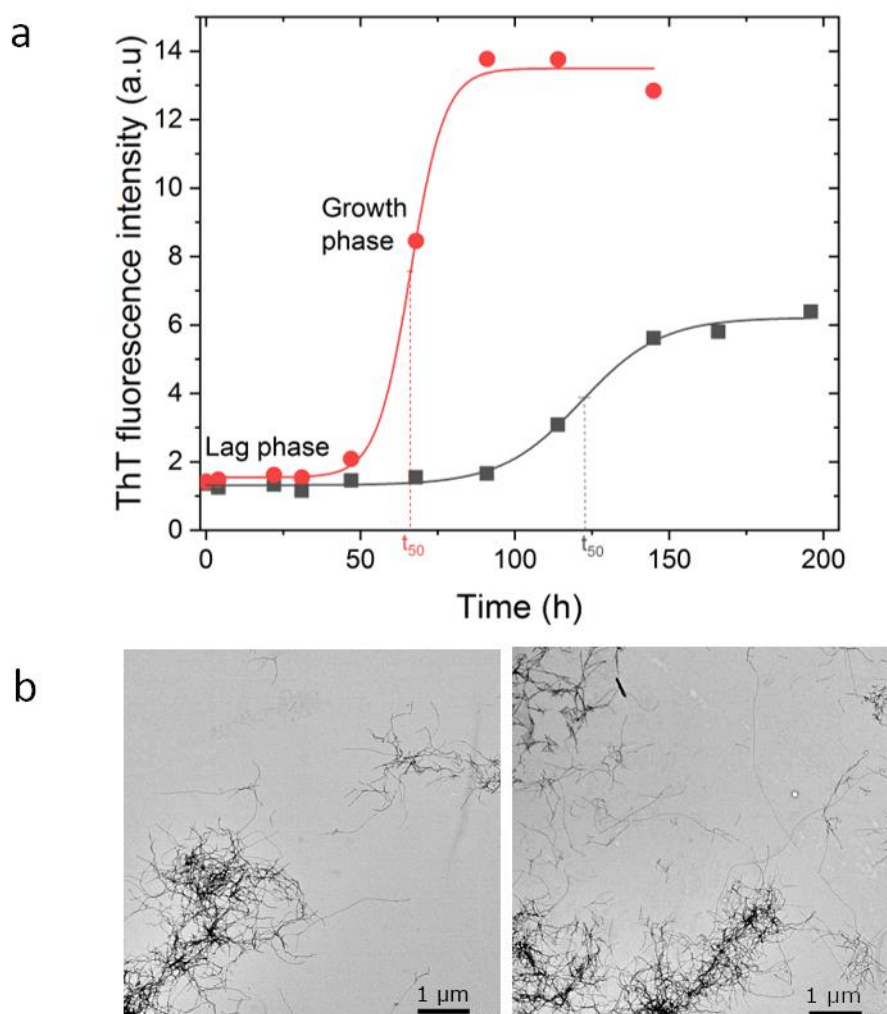 a
ThT fluorescence intensity (a.u)
14
12
10
8
6
4
2
0
Growth
phase
Lag phase
t₅₀
t₅₀
0
50
100
150
200
Time (h)
b
1 µm
1 µm